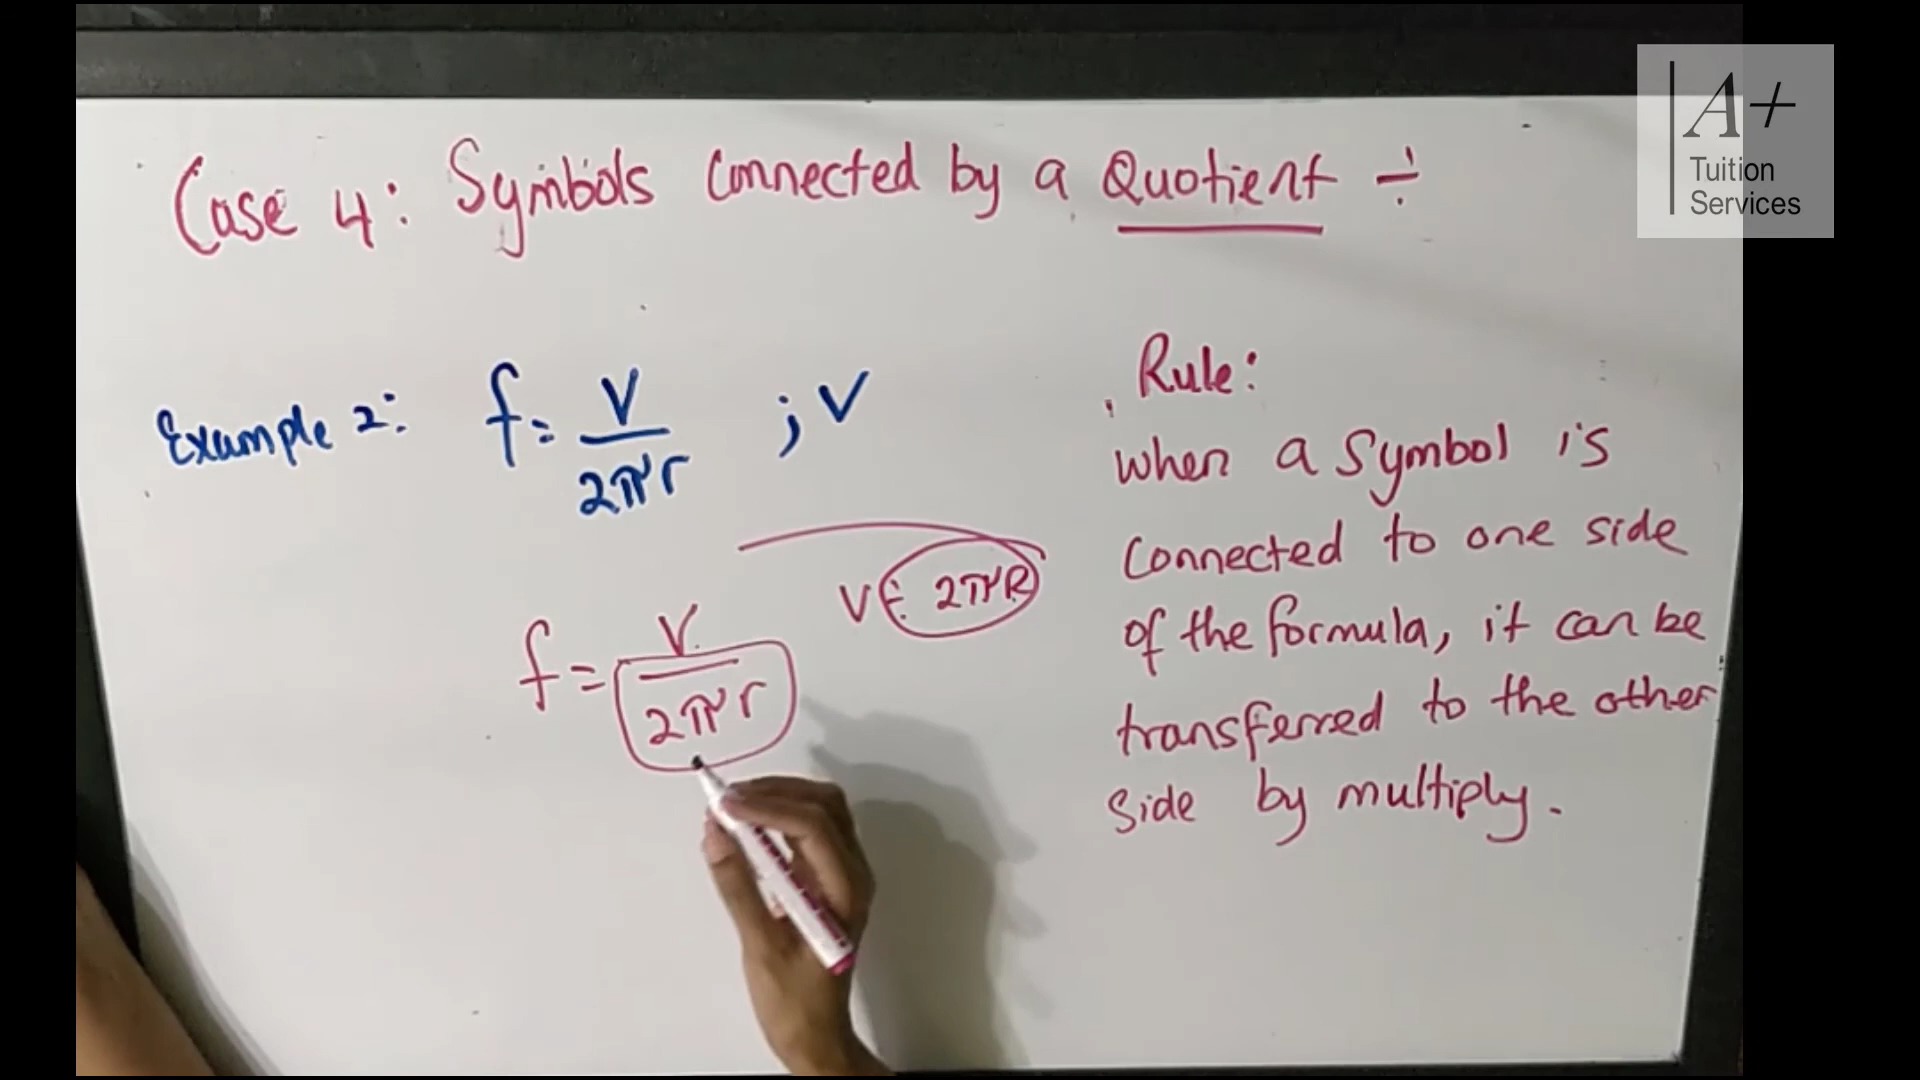 A+
Tuition
Services
Case 4: Symbols connected by a Quotient ÷
Example 2: f = V / 2πr ; V
Rule:
when a symbol is
connected to one side
of the formula, it can be
transferred to the other
side by multiply.
V ÷ 2πR
f = V / 2πr